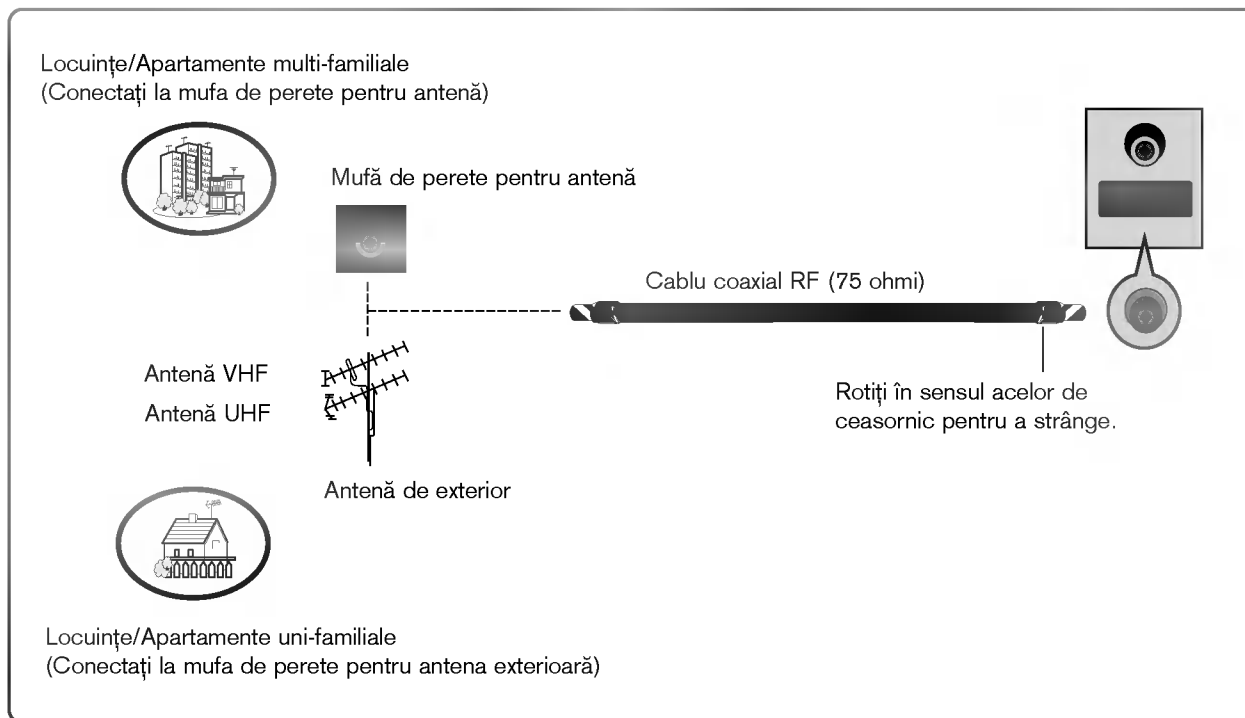 Locuințe/Apartamente multi-familiale
(Conectați la mufa de perete pentru antenă)
Mufă de perete pentru antenă
Cablu coaxial RF (75 ohmi)
Antenă VHF
Antenă UHF
Rotiți în sensul acelor de
ceasornic pentru a strânge.
Antenă de exterior
Locuințe/Apartamente uni-familiale
(Conectați la mufa de perete pentru antena exterioară)